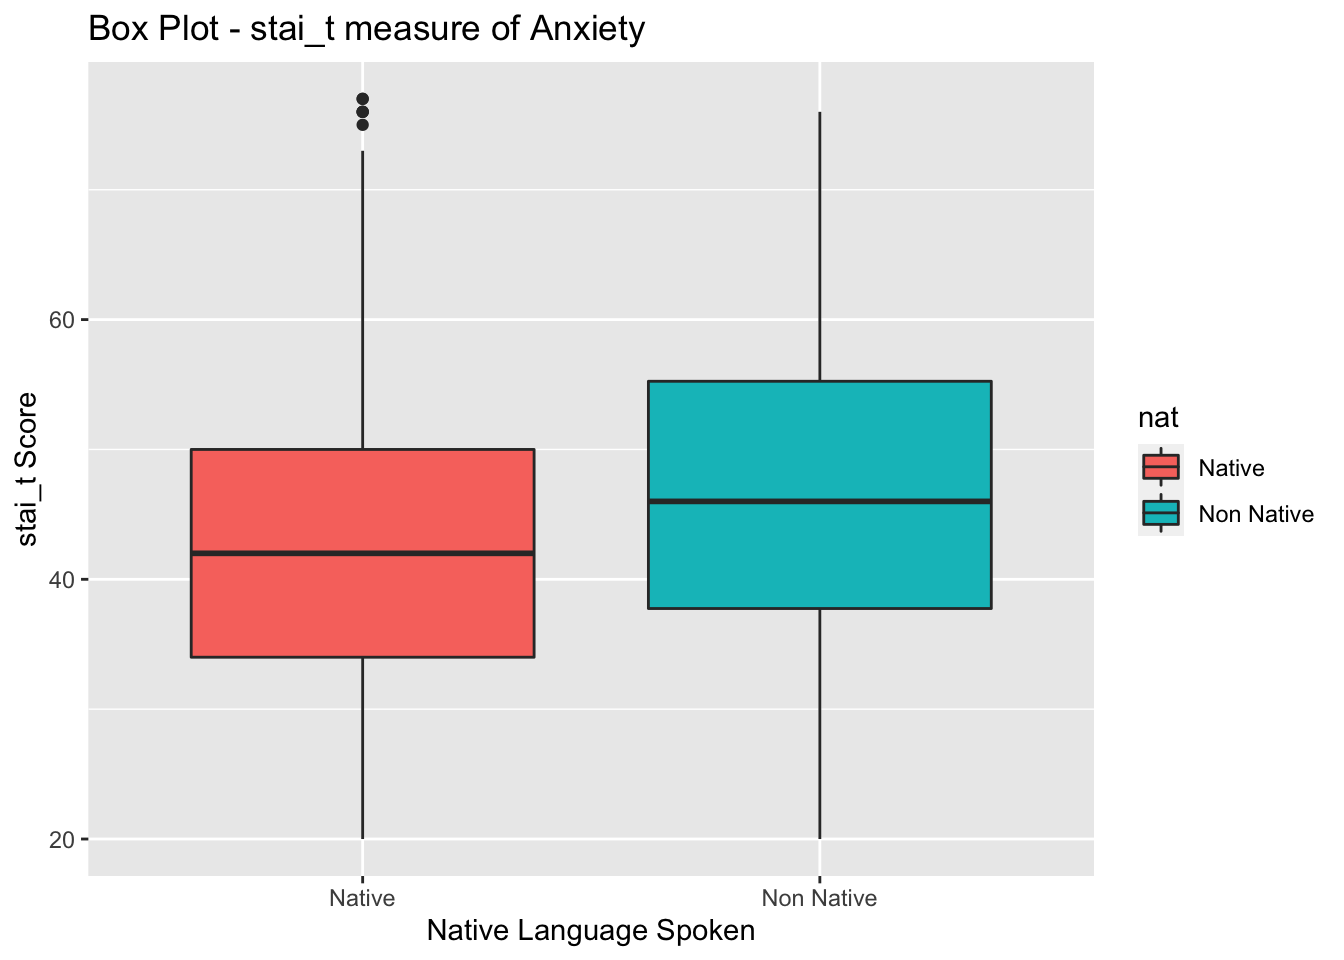 Box Plot - stai_t measure of Anxiety
60
40
20
stai_t Score
Native
Non Native
Native Language Spoken
nat
Native
Non Native